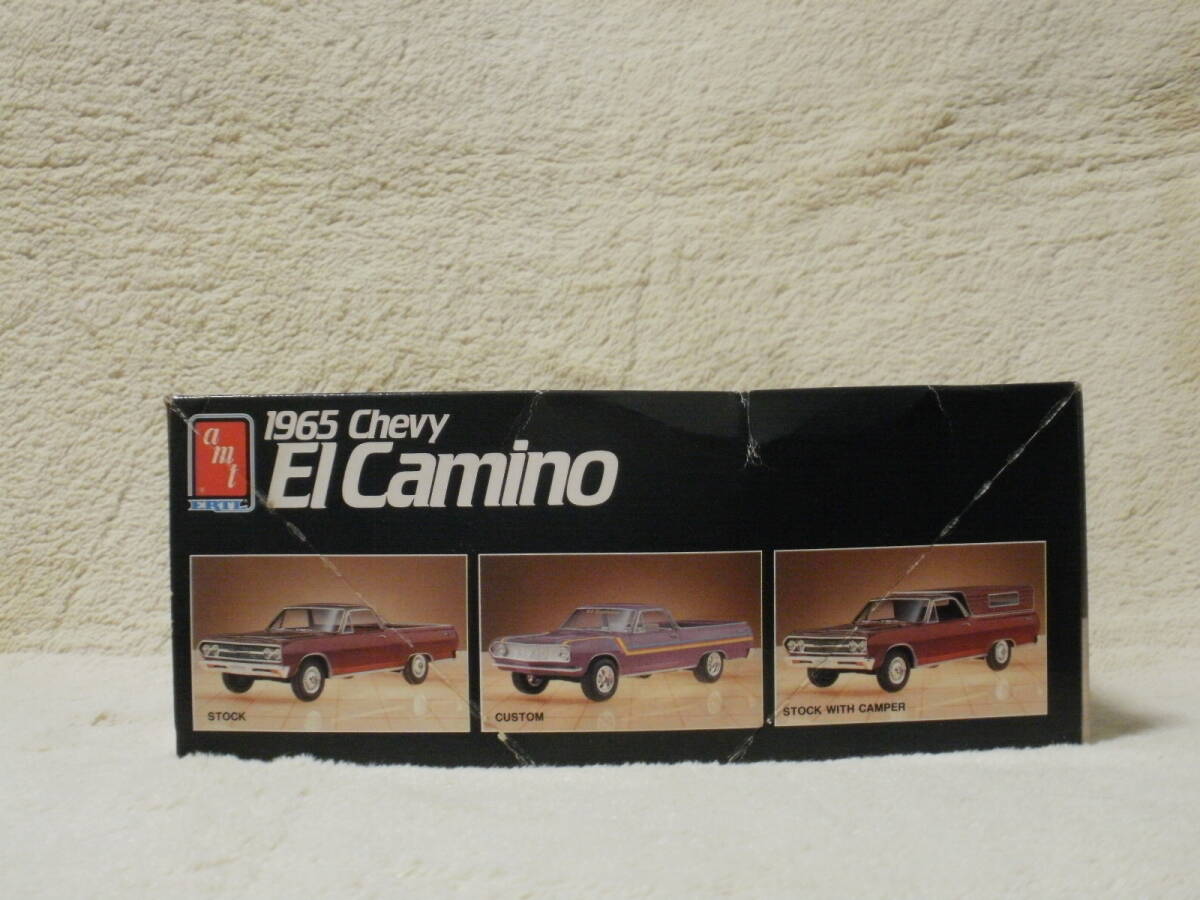 amt
ERTL
1965 Chevy
El Camino
STOCK
CUSTOM
STOCK WITH CAMPER